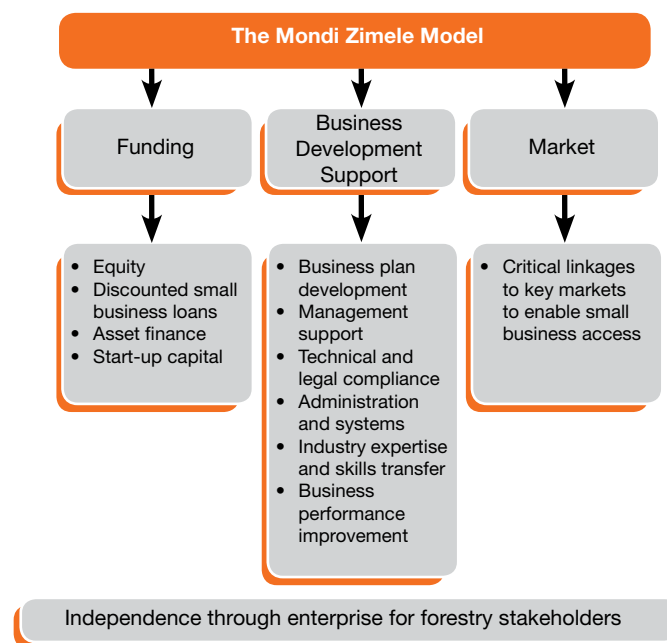 The Mondi Zimele Model
Funding
Business
Development
Support
Market
• Equity
• Discounted small
business loans
• Asset finance
• Start-up capital
• Business plan
development
• Management
support
• Technical and
legal compliance
• Administration
and systems
• Industry expertise
and skills transfer
• Business
performance
improvement
• Critical linkages
to key markets
to enable small
business access
Independence through enterprise for forestry stakeholders